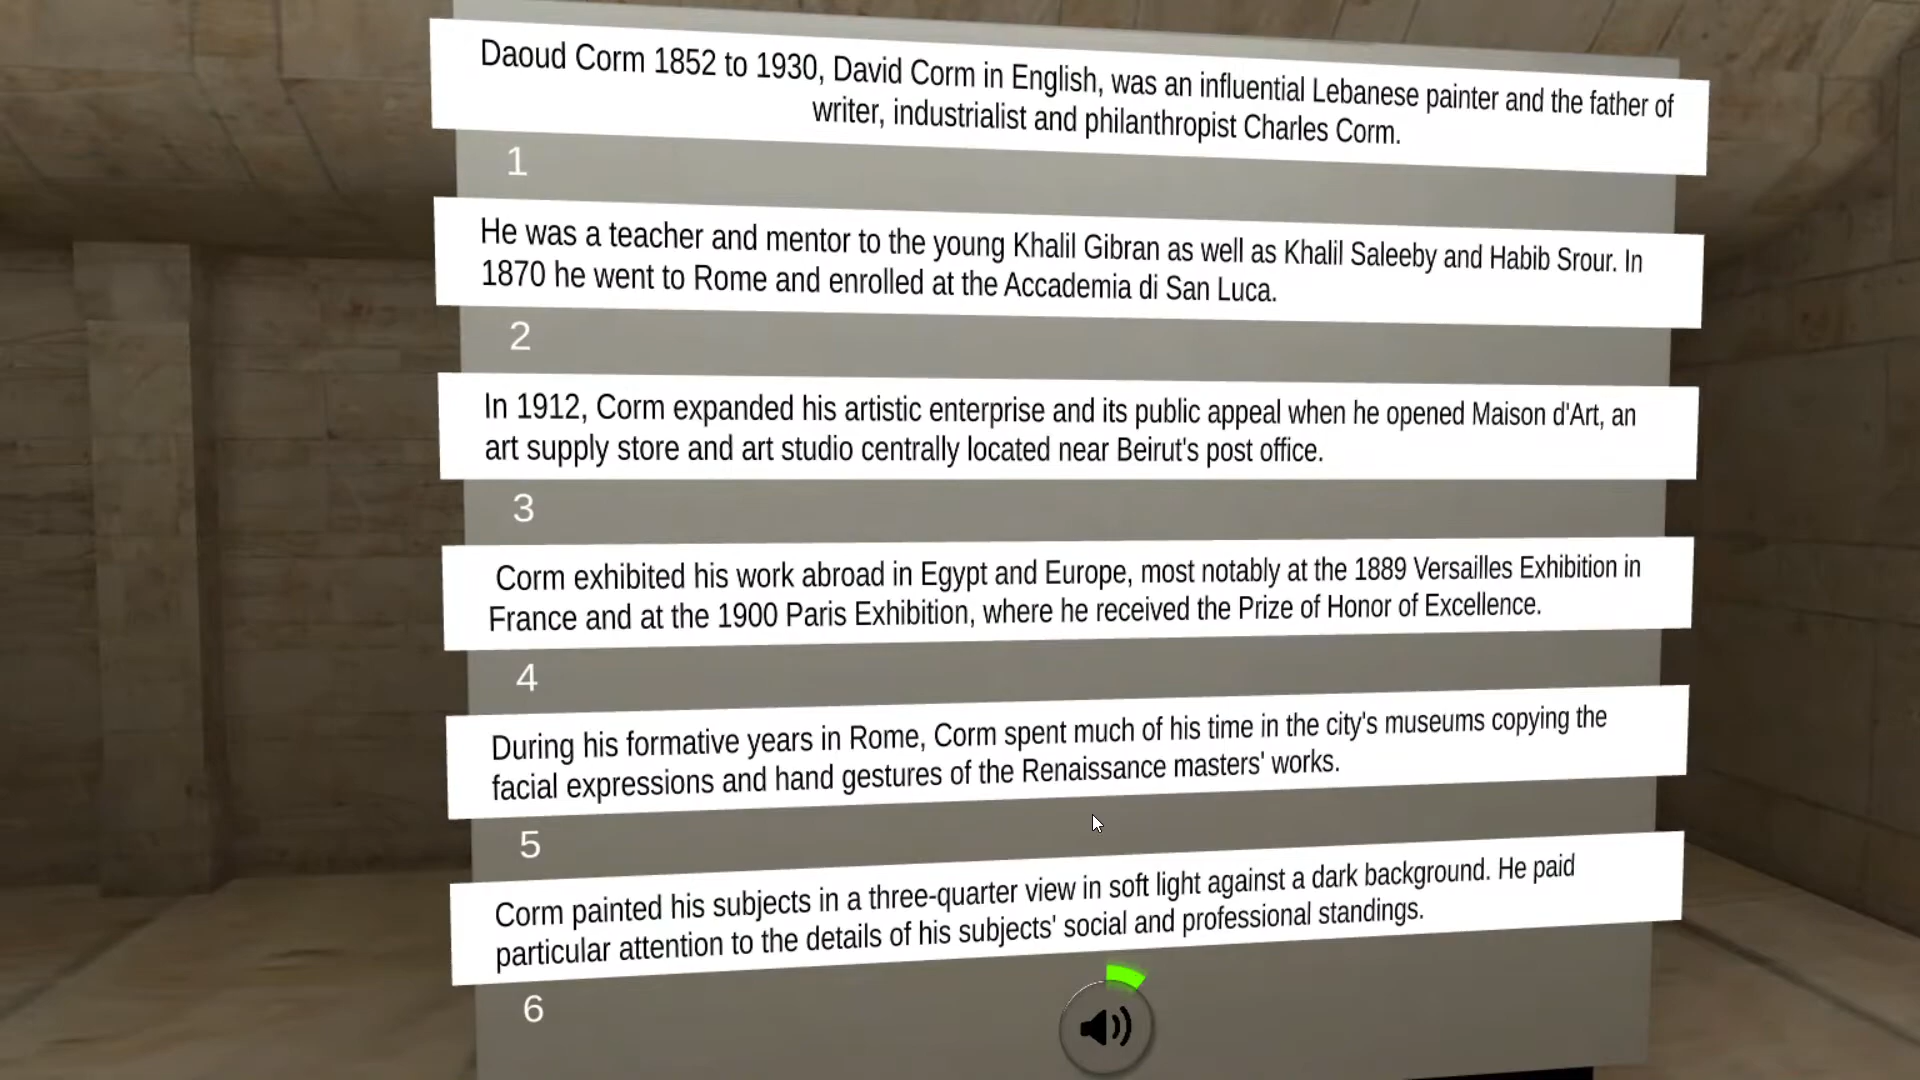 Daoud Corm 1852 to 1930, David Corm in English, was an influential Lebanese painter and the father of
writer, industrialist and philanthropist Charles Corm.
1
He was a teacher and mentor to the young Khalil Gibran as well as Khalil Saleeby and Habib Srour. In
1870 he went to Rome and enrolled at the Accademia di San Luca.
2
In 1912, Corm expanded his artistic enterprise and its public appeal when he opened Maison d'Art, an
art supply store and art studio centrally located near Beirut's post office.
3
Corm exhibited his work abroad in Egypt and Europe, most notably at the 1889 Versailles Exhibition in
France and at the 1900 Paris Exhibition, where he received the Prize of Honor of Excellence.
4
During his formative years in Rome, Corm spent much of his time in the city's museums copying the
facial expressions and hand gestures of the Renaissance masters' works.
5
Corm painted his subjects in a three-quarter view in soft light against a dark background. He paid
particular attention to the details of his subjects' social and professional standings.
6